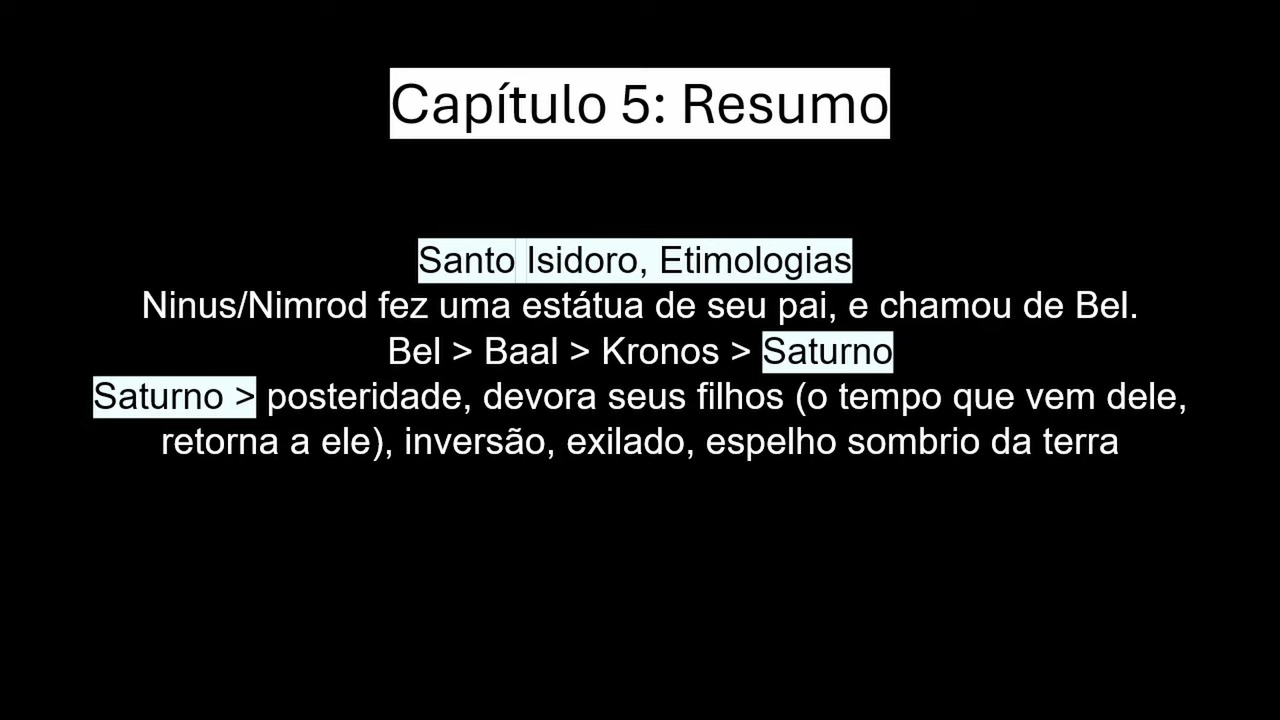 Capítulo 5: Resumo
Santo Isidoro, Etimologias
Ninus/Nimrod fez uma estátua de seu pai, e chamou de Bel.
Bel > Baal > Kronos > Saturno
Saturno > posteridade, devora seus filhos (o tempo que vem dele,
retorna a ele), inversão, exilado, espelho sombrio da terra